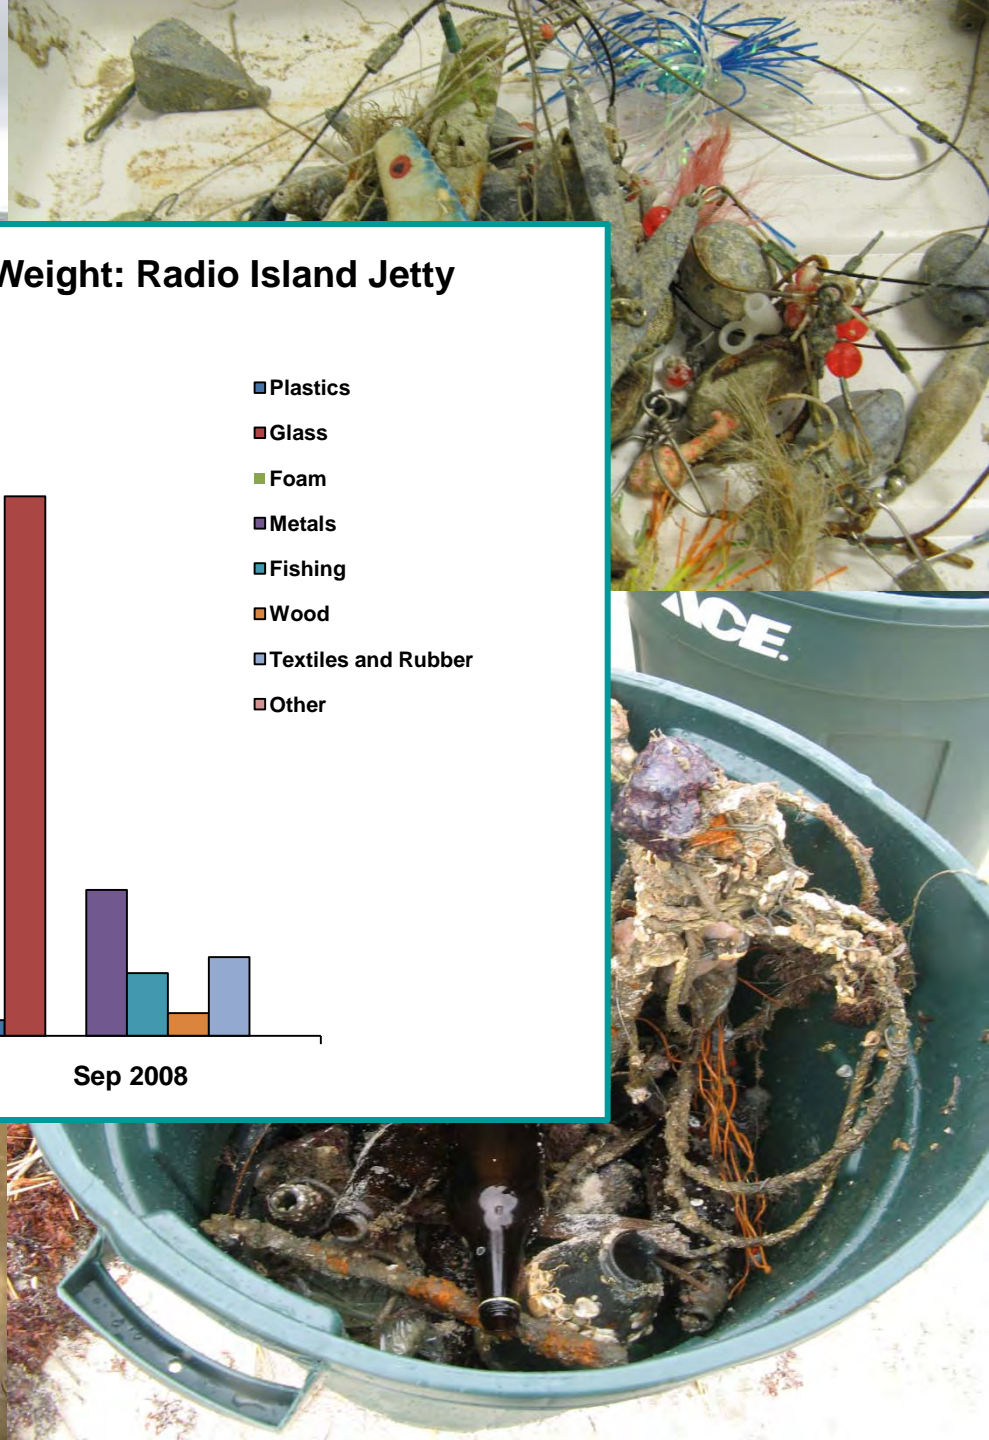 Weight: Radio Island Jetty
Plastics
Glass
Foam
Metals
Fishing
Wood
Textiles and Rubber
Other
Sep 2008
ACE.